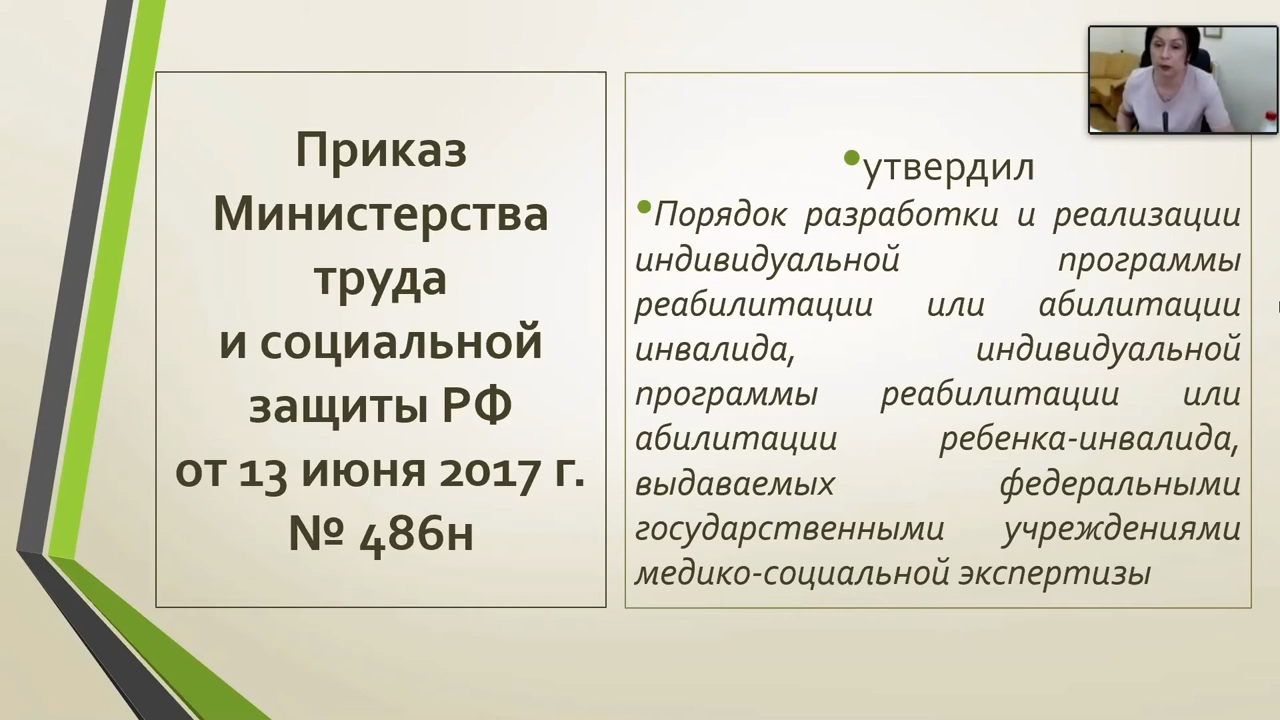 Приказ
Министерства
труда
и социальной
защиты РФ
от 13 июня 2017 г.
№ 486н
•утвердил
•Порядок разработки и реализации
индивидуальной программы
реабилитации или абилитации
инвалида, индивидуальной
программы реабилитации или
абилитации ребенка-инвалида,
выдаваемых федеральными
государственными учреждениями
медико-социальной экспертизы